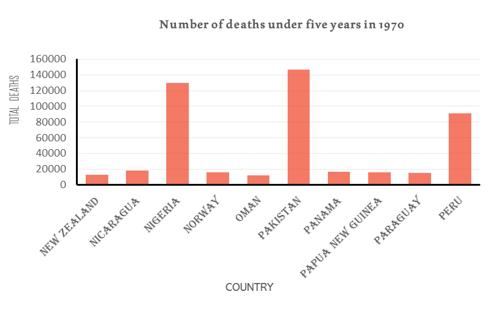 Number of deaths under five years in 1970
TOTAL DEATHS
160000
140000
120000
100000
80000
60000
40000
20000
0
NEW ZEALAND
NICARAGUA
NIGERIA
NORWAY
OMAN
PAKISTAN
PANAMA
PAPUA NEW GUINEA
PARAGUAY
PERU
COUNTRY